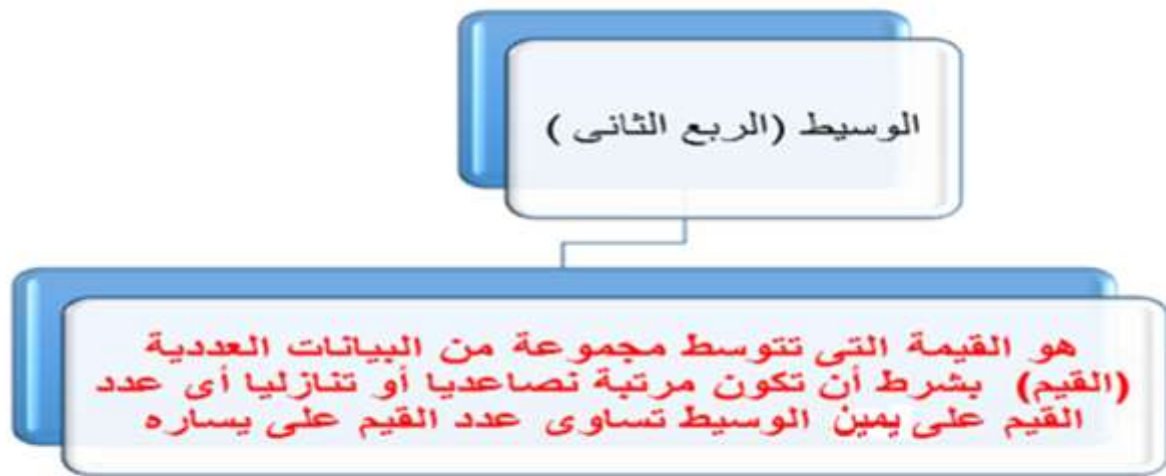 الوسيط (الربع الثانى )
هو القيمة التى تتوسط مجموعة من البيانات العددية
(القيم) بشرط أن تكون مرتبة نصاعديا أو تنازليا أى عدد
القيم على يمين الوسيط تساوى عدد القيم على يساره